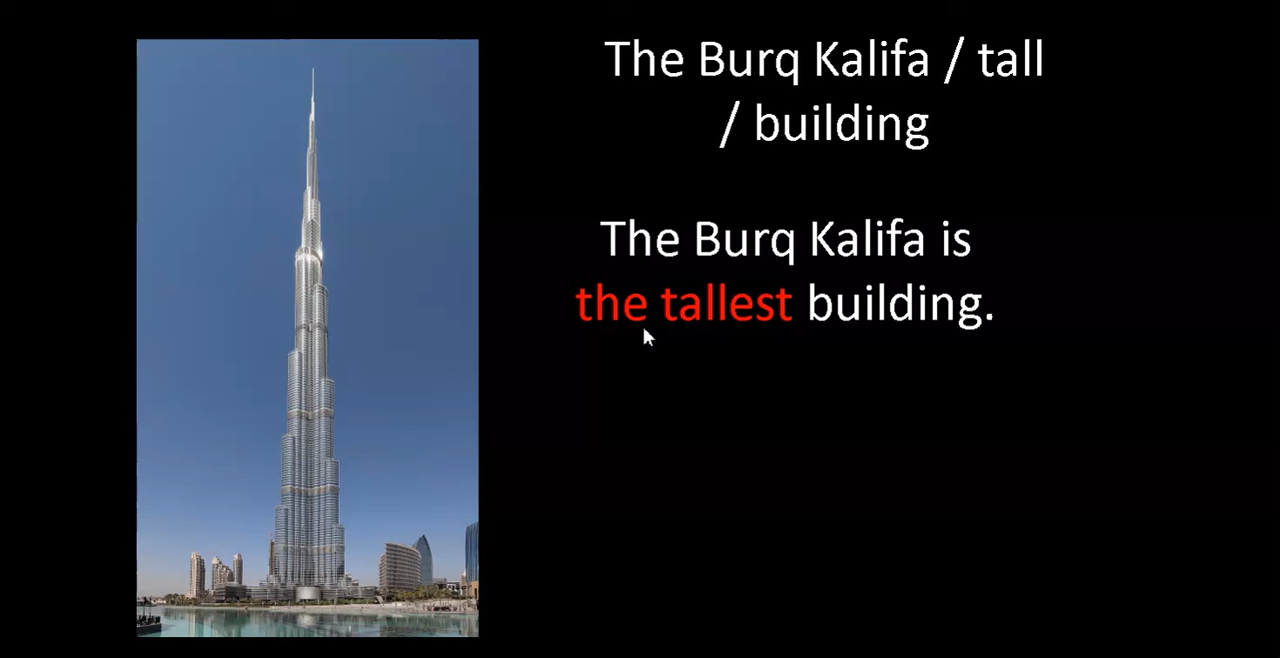 The Burq Kalifa / tall
/ building
The Burq Kalifa is
the tallest building.